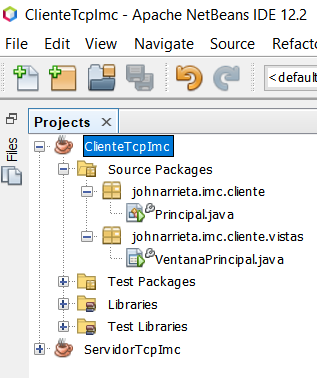 ClienteTcpImc - Apache NetBeans IDE 12.2
File Edit View Navigate Source Refacto
<defaul
Projects
Files
ClienteTcpImc
Source Packages
johnarrieta.imc.cliente
Principal.java
johnarrieta.imc.cliente.vistas
VentanaPrincipal.java
Test Packages
Libraries
Test Libraries
ServidorTcpImc